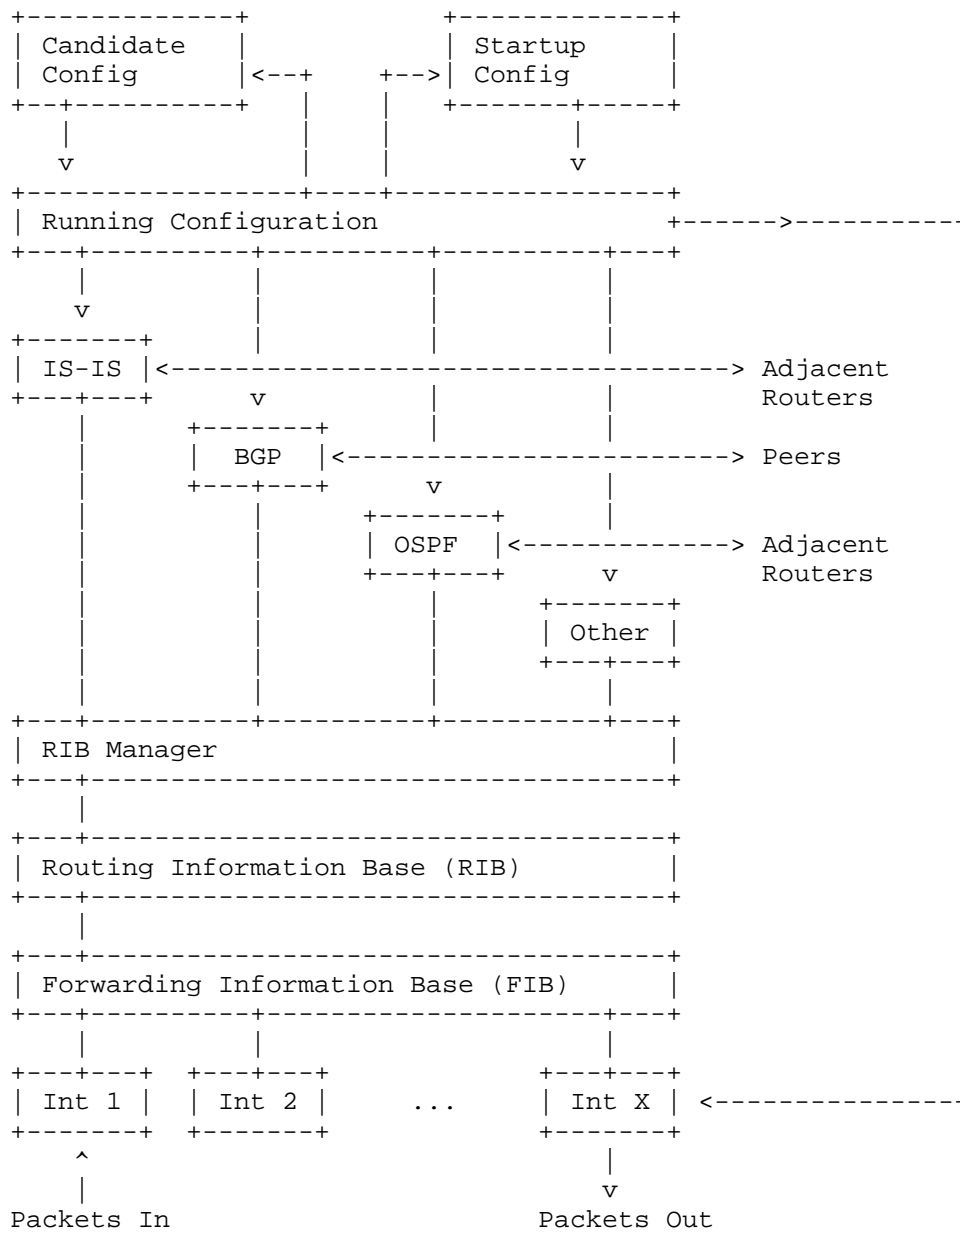 Candidate Startup
Config Config
Running Configuration
IS-IS Adjacent
Routers
BGP Peers
OSPF Adjacent
Routers
Other
RIB Manager
Routing Information Base (RIB)
Forwarding Information Base (FIB)
Int 1 Int 2 ... Int X
Packets In Packets Out